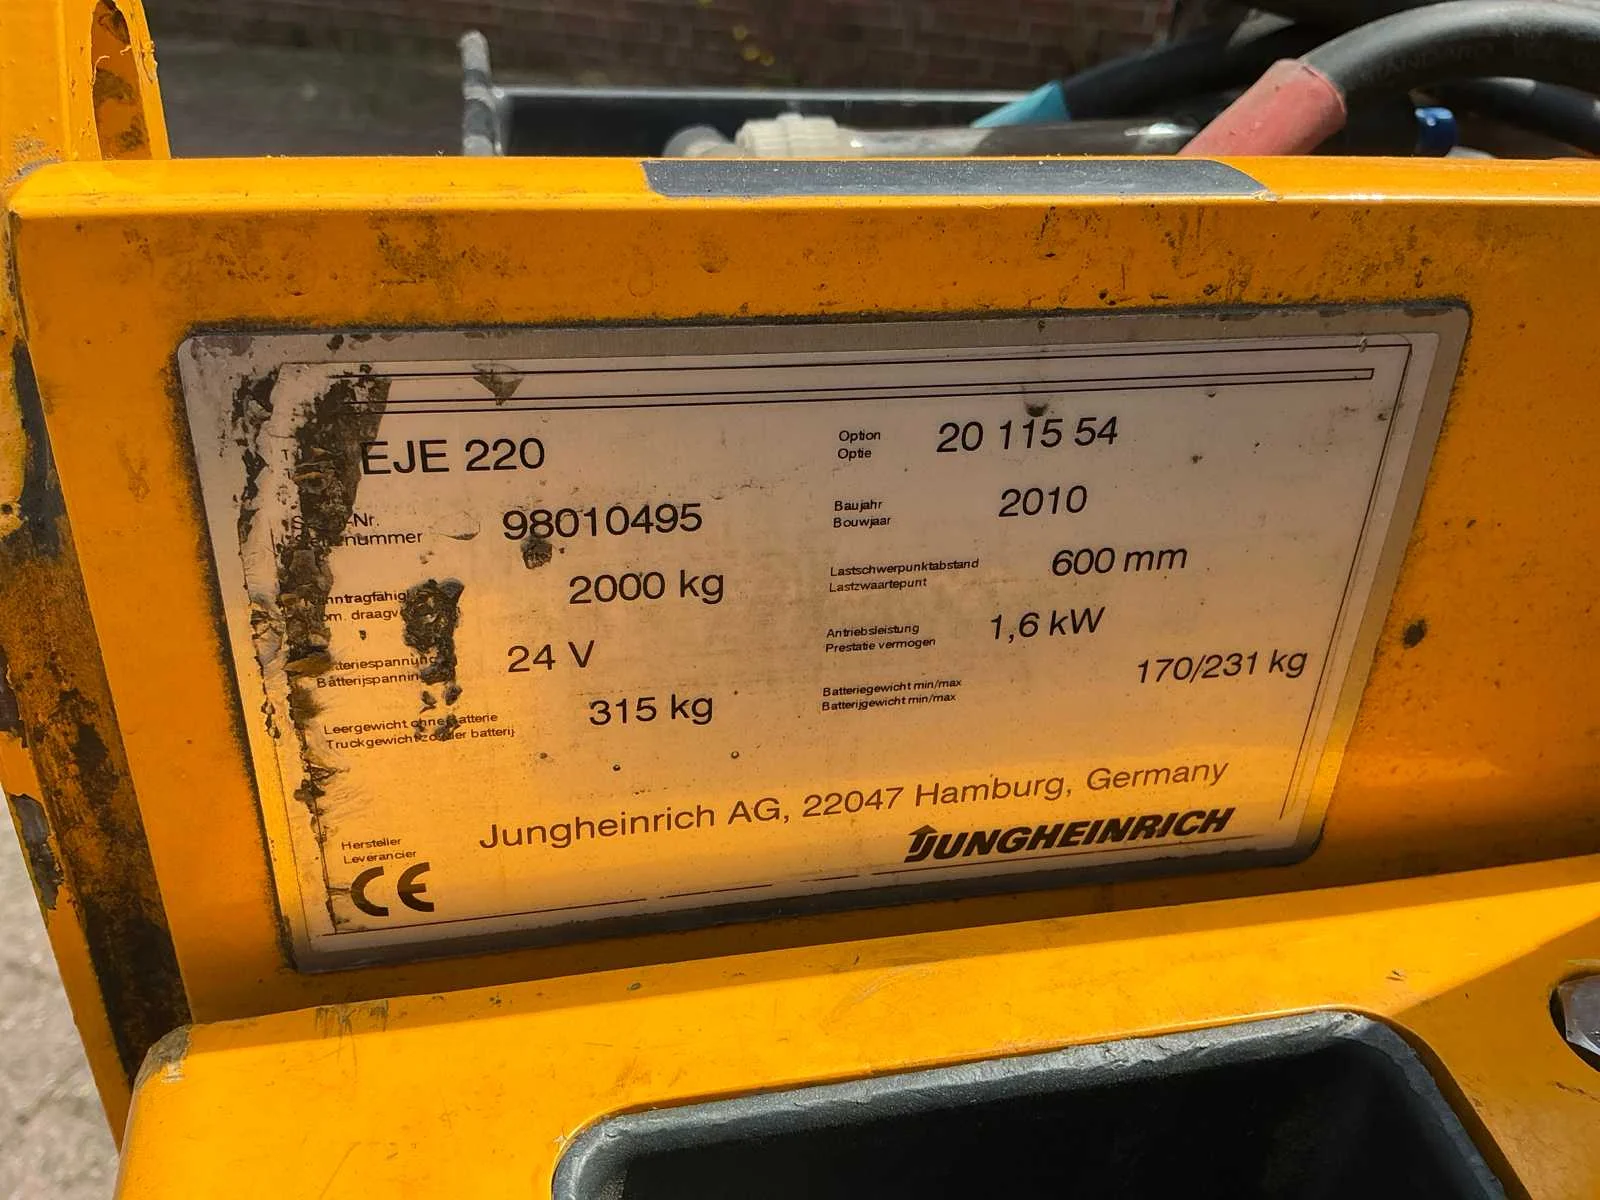 EJE 220
Option
Optie
20 115 54
-Nr.
nummer
98010495
Baujahr
Bouwjaar
2010
2000 kg
Lastschwerpunktabstand
Lastzwaartepunt
600 mm
24 V
Antriebsleistung
Prestatie vermogen
1,6 kW
Leergewicht ohne Batterie
Truckgewicht zonder batterij
315 kg
Batteriegewicht min/max
Batterijgewicht min/max
170/231 kg
Hersteller
Leverancier
Jungheinrich AG, 22047 Hamburg, Germany
CE
JUNGHEINRICH